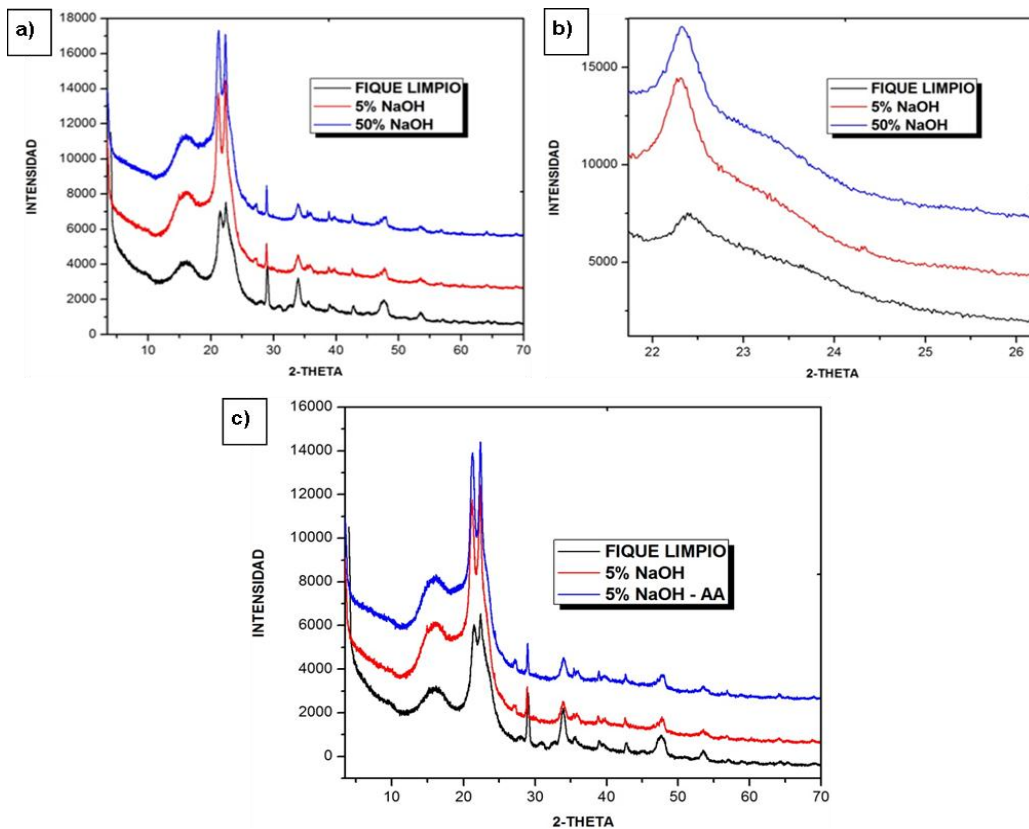 a)
18000
16000
14000
12000
10000
8000
6000
4000
2000
0
INTENSIDAD
FIQUE LIMPIO
5% NaOH
50% NaOH
10 20 30 40 50 60 70
2-THETA
b)
15000
10000
5000
INTENSIDAD
FIQUE LIMPIO
5% NaOH
50% NaOH
22 23 24 25 26
2-THETA
c)
16000
14000
12000
10000
8000
6000
4000
2000
0
INTENSIDAD
FIQUE LIMPIO
5% NaOH
5% NaOH - AA
10 20 30 40 50 60 70
2-THETA